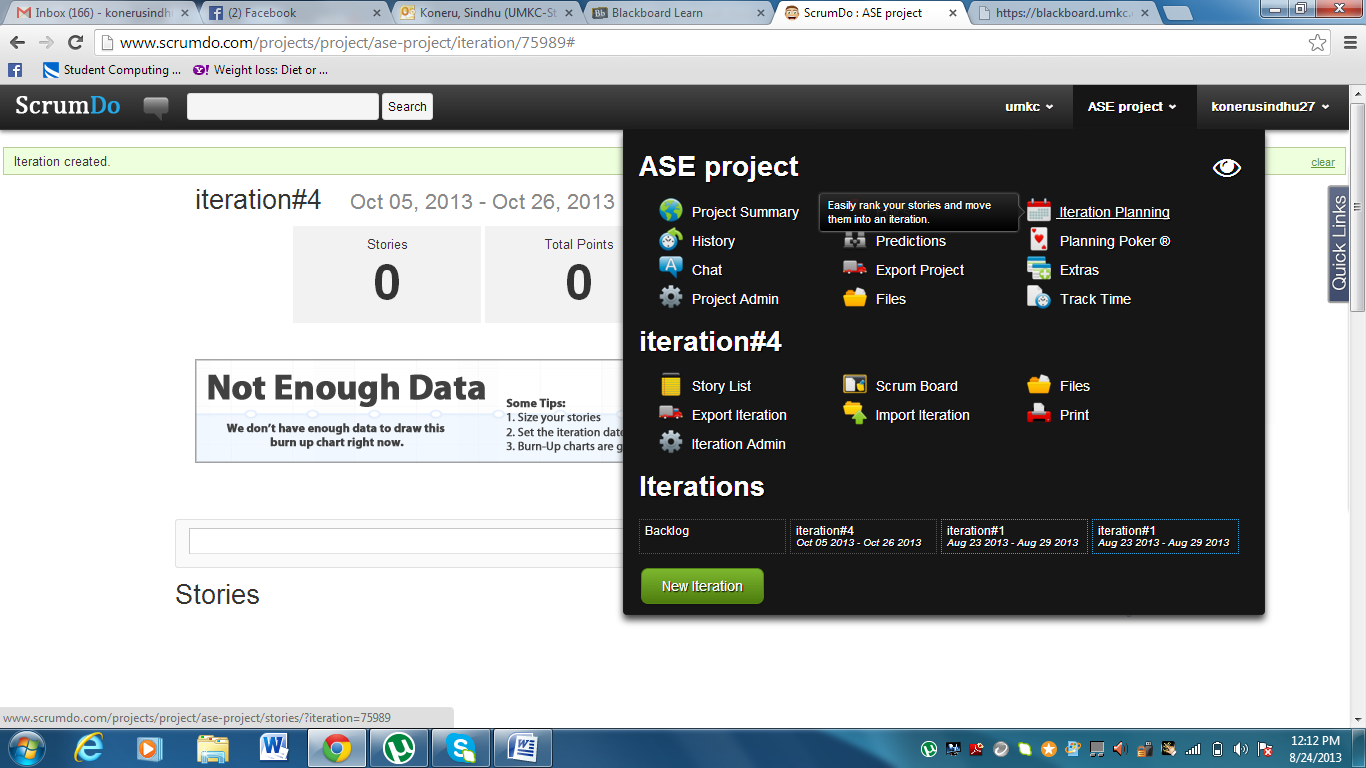 Inbox (166) - konerusindhu
(2) Facebook
Koneru, Sindhu (UMKC-St
Blackboard Learn
ScrumDo : ASE project
https://blackboard.umkc.
www.scrumdo.com/projects/project/ase-project/iteration/75989#
Student Computing ...
Weight loss: Diet or ...
ScrumDo
Search
umkc
ASE project
konerusindhu27
Iteration created.
clear
iteration#4 Oct 05, 2013 - Oct 26, 2013
Stories
0
Total Points
0
Not Enough Data
We don't have enough data to draw this
burn up chart right now.
Some Tips:
1. Size your stories
2. Set the iteration date
3. Burn-Up charts are g
Stories
ASE project
Project Summary
Easily rank your stories and move
them into an iteration.
Iteration Planning
History
Predictions
Planning Poker ®
Chat
Export Project
Extras
Project Admin
Files
Track Time
iteration#4
Story List
Scrum Board
Files
Export Iteration
Import Iteration
Print
Iteration Admin
Iterations
Backlog
iteration#4
Oct 05 2013 - Oct 26 2013
iteration#1
Aug 23 2013 - Aug 29 2013
iteration#1
Aug 23 2013 - Aug 29 2013
New Iteration
Quick Links
www.scrumdo.com/projects/project/ase-project/stories/?iteration=75989
12:12 PM
8/24/2013